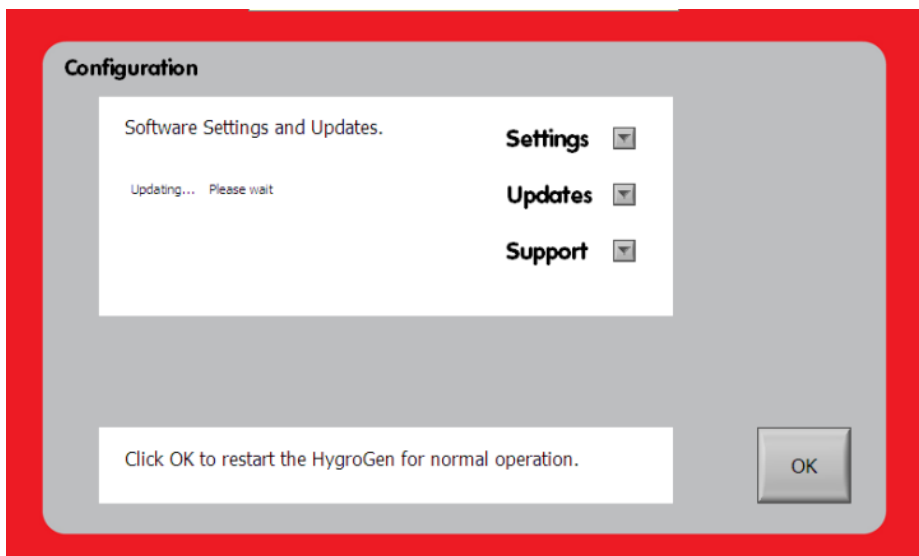 Configuration
Software Settings and Updates.
Settings
Updating... Please wait
Updates
Support
Click OK to restart the HygroGen for normal operation.
OK